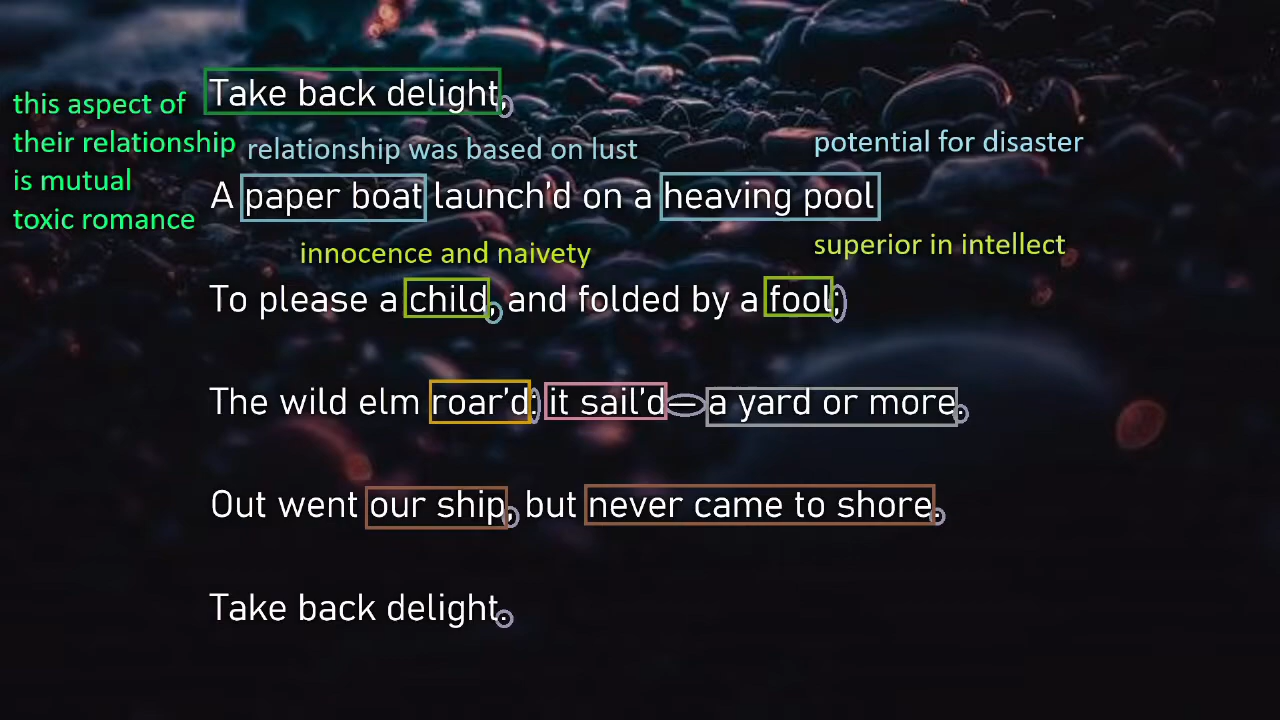 Take back delight,
this aspect of
their relationship
is mutual
toxic romance
relationship was based on lust
potential for disaster
A paper boat launch'd on a heaving pool
innocence and naivety
superior in intellect
To please a child, and folded by a fool;
The wild elm roar'd: it sail'd—a yard or more.
Out went our ship, but never came to shore.
Take back delight.